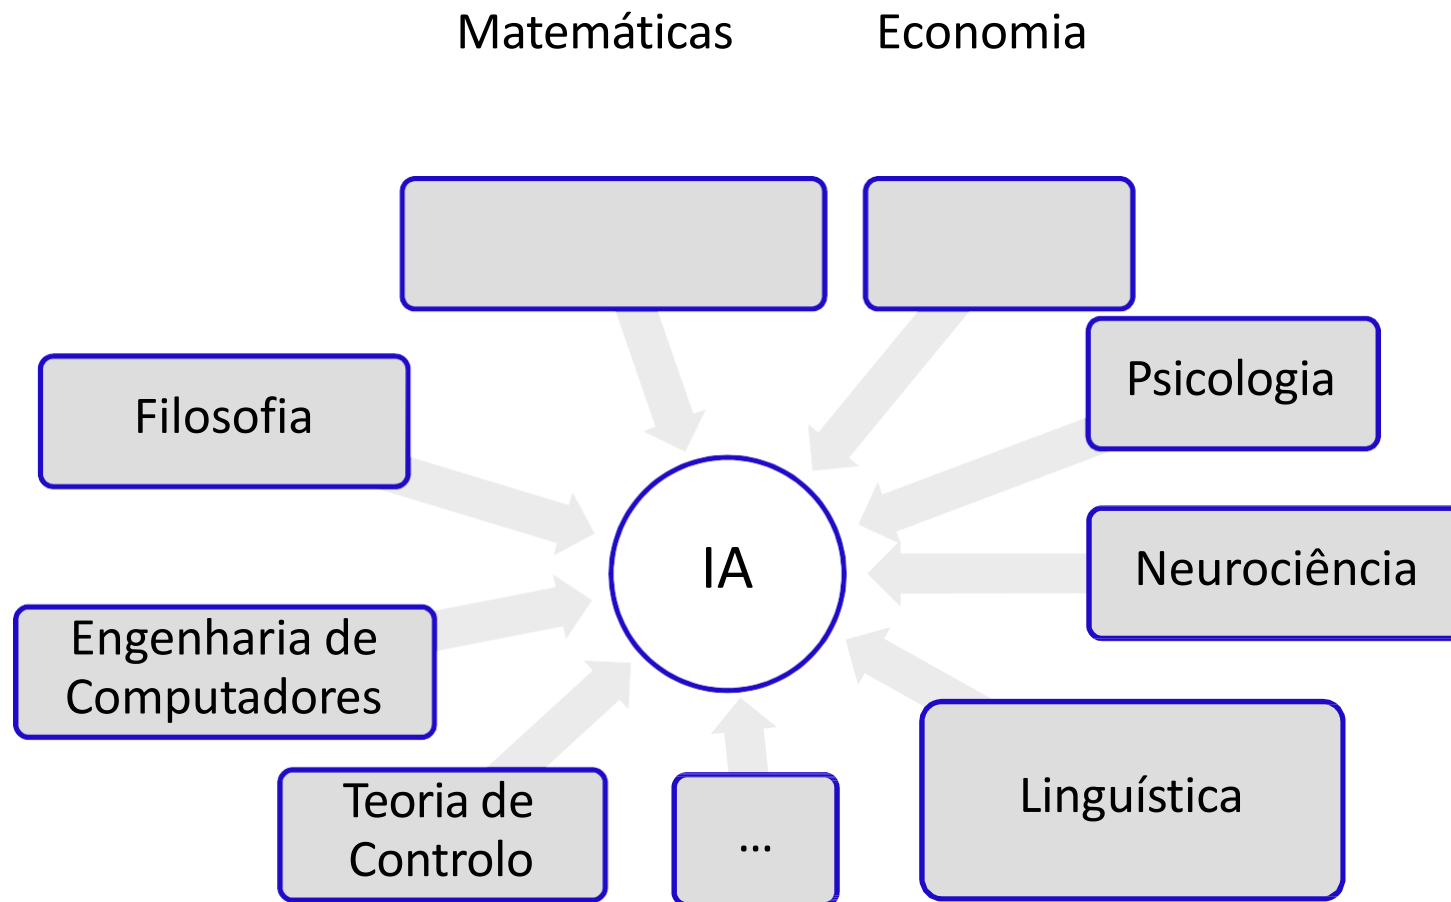 Matemáticas
Economia
Psicologia
Filosofia
IA
Neurociência
Engenharia de
Computadores
Linguística
Teoria de
Controlo
...